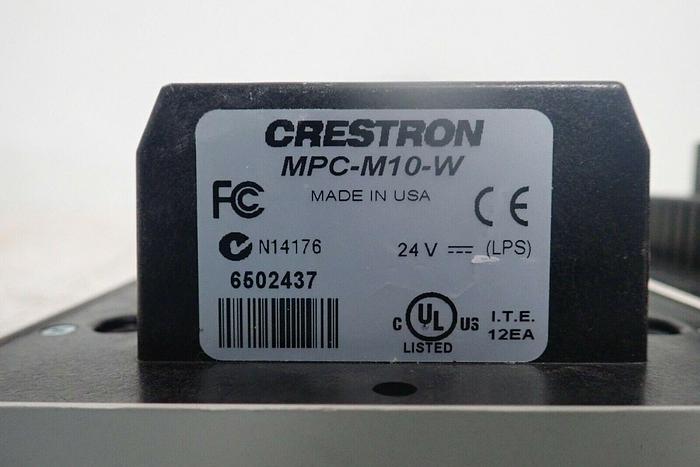 CRESTRON
MPC-M10-W
FC
MADE IN USA
CE
N14176
24 V ⎓ (LPS)
6502437
C UL US
LISTED
I.T.E.
12EA